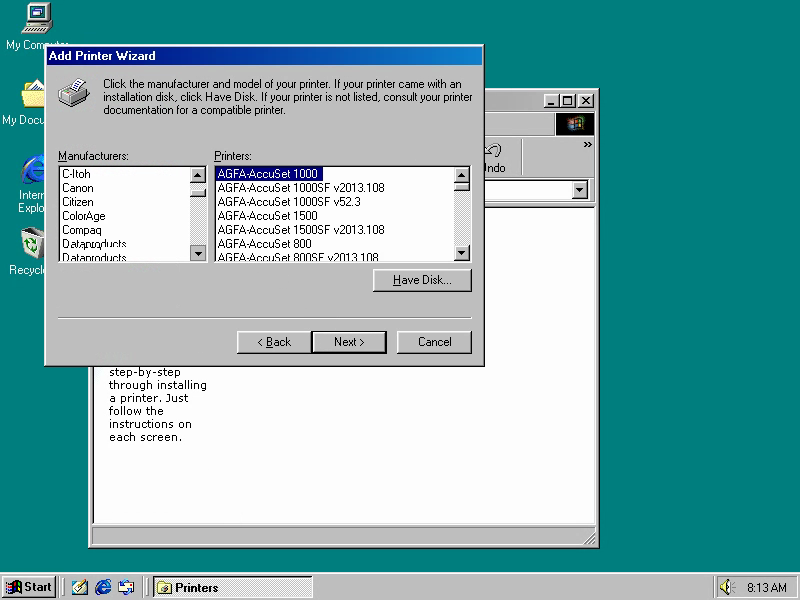 My Computer
Add Printer Wizard
Click the manufacturer and model of your printer. If your printer came with an
installation disk, click Have Disk. If your printer is not listed, consult your printer
documentation for a compatible printer.
My Docu
Manufacturers:
Printers:
C-Itoh
Canon
Citizen
ColorAge
Compaq
Dataproducts
Dataproducts
AGFA-AccuSet 1000
AGFA-AccuSet 1000SF v2013.108
AGFA-AccuSet 1000SF v52.3
AGFA-AccuSet 1500
AGFA-AccuSet 1500SF v2013.108
AGFA-AccuSet 800
AGFA-AccuSet 800SF v2013.108
Undo
»
Intern
Explo
Recycle
Have Disk...
< Back
Next >
Cancel
step-by-step
through installing
a printer. Just
follow the
instructions on
each screen.
Start
Printers
8:13 AM